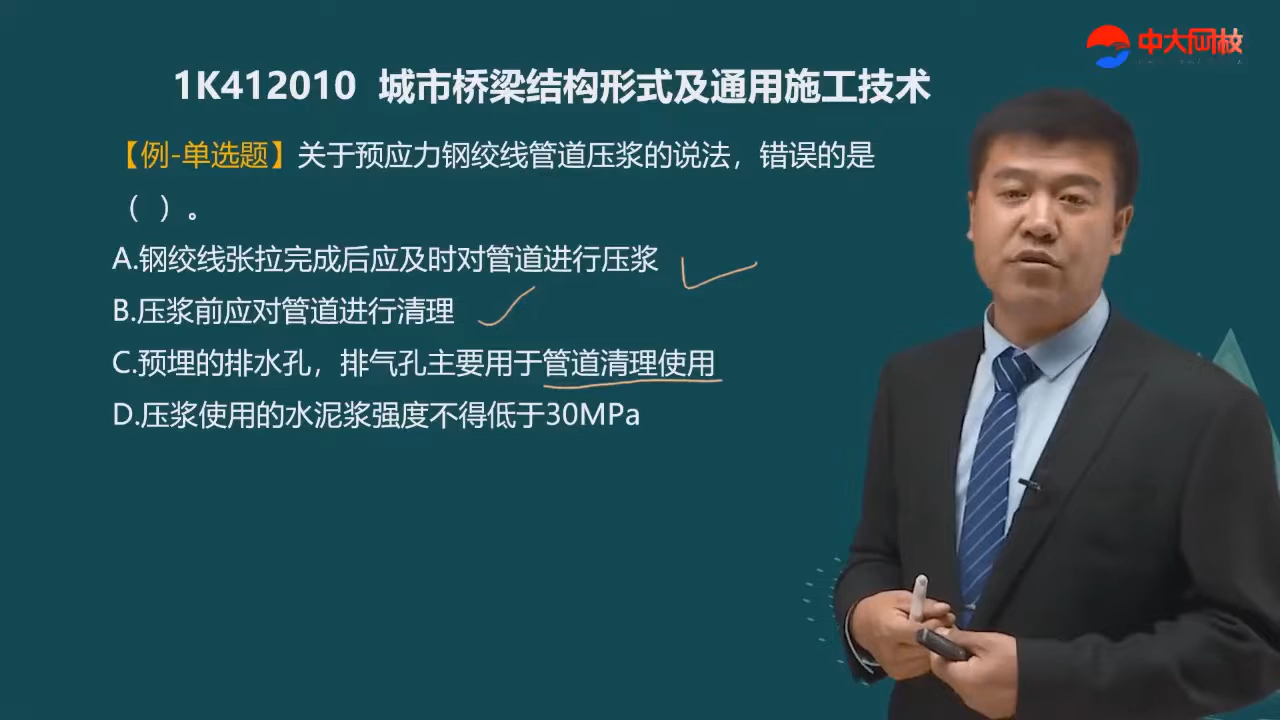 中大网校
1K412010 城市桥梁结构形式及通用施工技术
【例-单选题】关于预应力钢绞线管道压浆的说法，错误的是
（ ）。
A.钢绞线张拉完成后应及时对管道进行压浆
B.压浆前应对管道进行清理
C.预埋的排水孔，排气孔主要用于管道清理使用
D.压浆使用的水泥浆强度不得低于30MPa